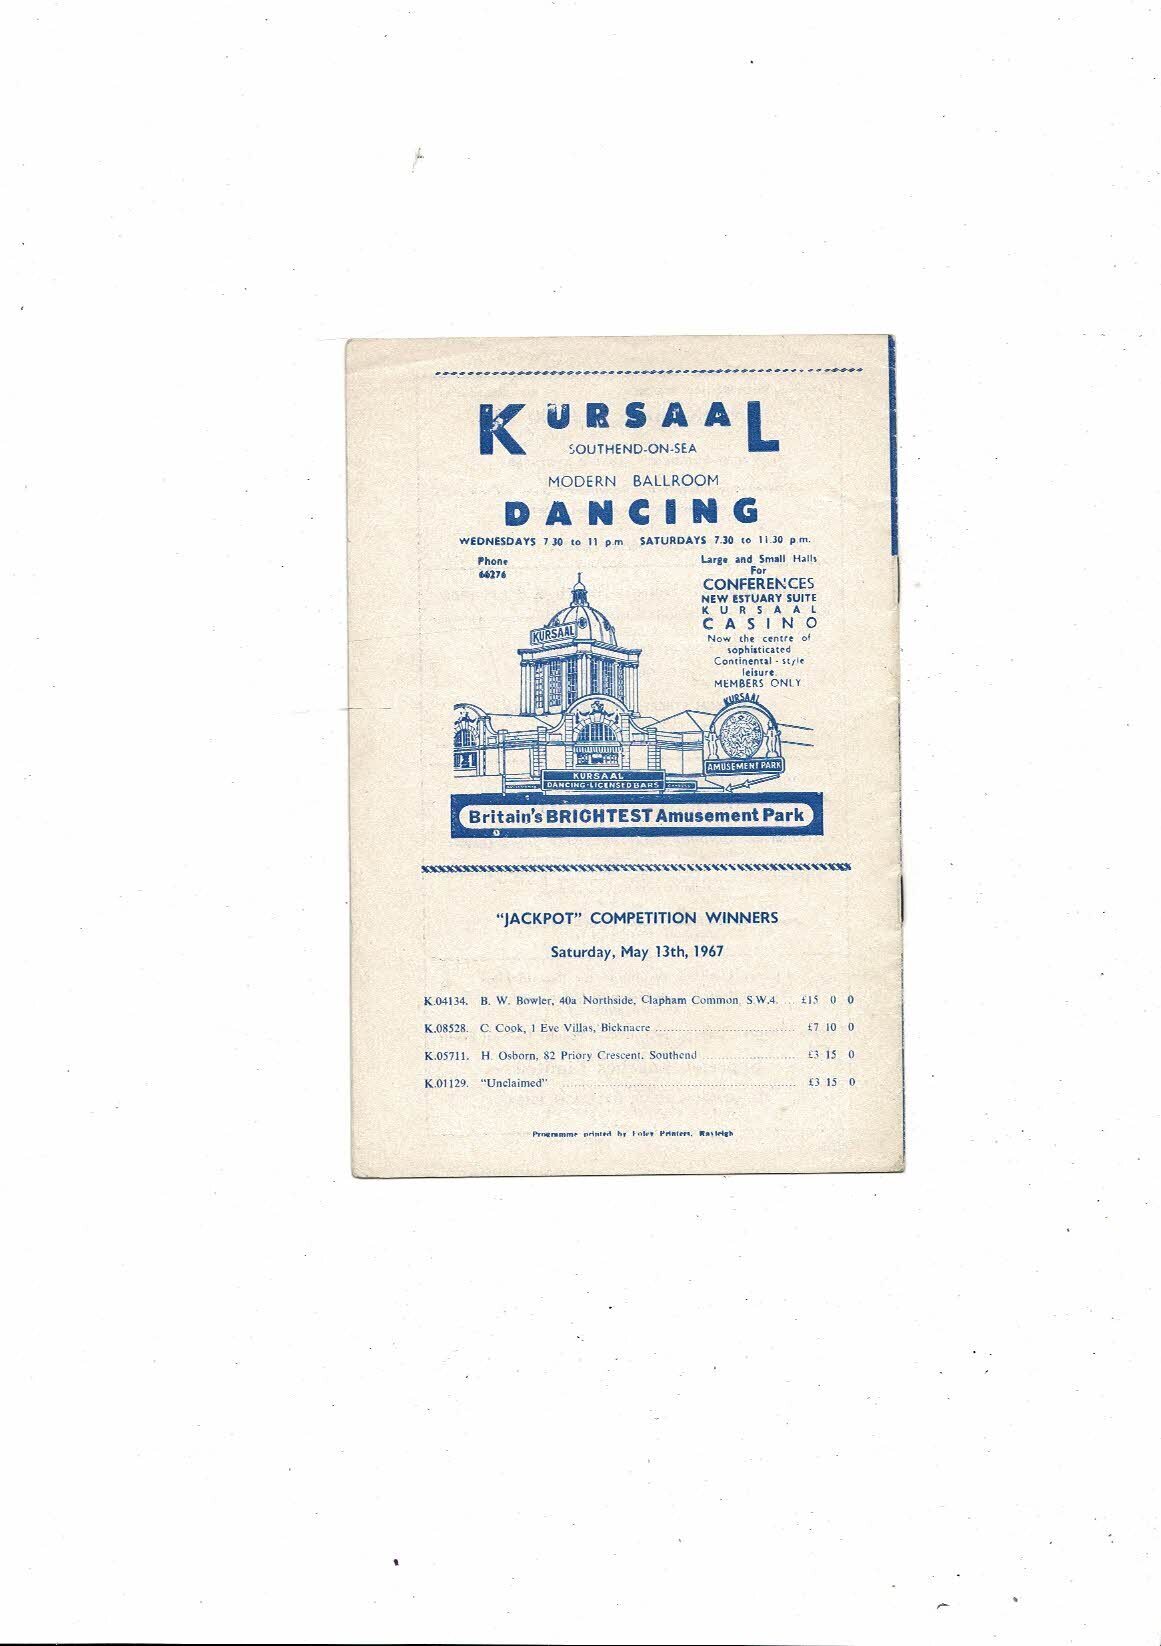 KURSAAL
SOUTHEND-ON-SEA
MODERN BALLROOM
DANCING
WEDNESDAYS 7 30 to 11 p.m. SATURDAYS 7.30 to 11.30 p.m.
Phone
66276
Large and Small Halls
For
CONFERENCES
NEW ESTUARY SUITE
KURSAAL
CASINO
Now the centre of
sophisticated
Continental - style
leisure.
MEMBERS ONLY
KURSAAL
KURSAAL
AMUSEMENT PARK
KURSAAL
DANCING·LICENSED BARS
Britain's BRIGHTEST Amusement Park
"JACKPOT" COMPETITION WINNERS
Saturday, May 13th, 1967
K.04134. B. W. Bowler, 40a Northside, Clapham Common, S.W.4. ... £15 0 0
K.08528. C. Cook, 1 Eve Villas, Bicknacre ... £7 10 0
K.05711. H. Osborn, 82 Priory Crescent, Southend ... £3 15 0
K.01129. "Unclaimed" ... £3 15 0
Programme printed by Foley Printers, Rayleigh